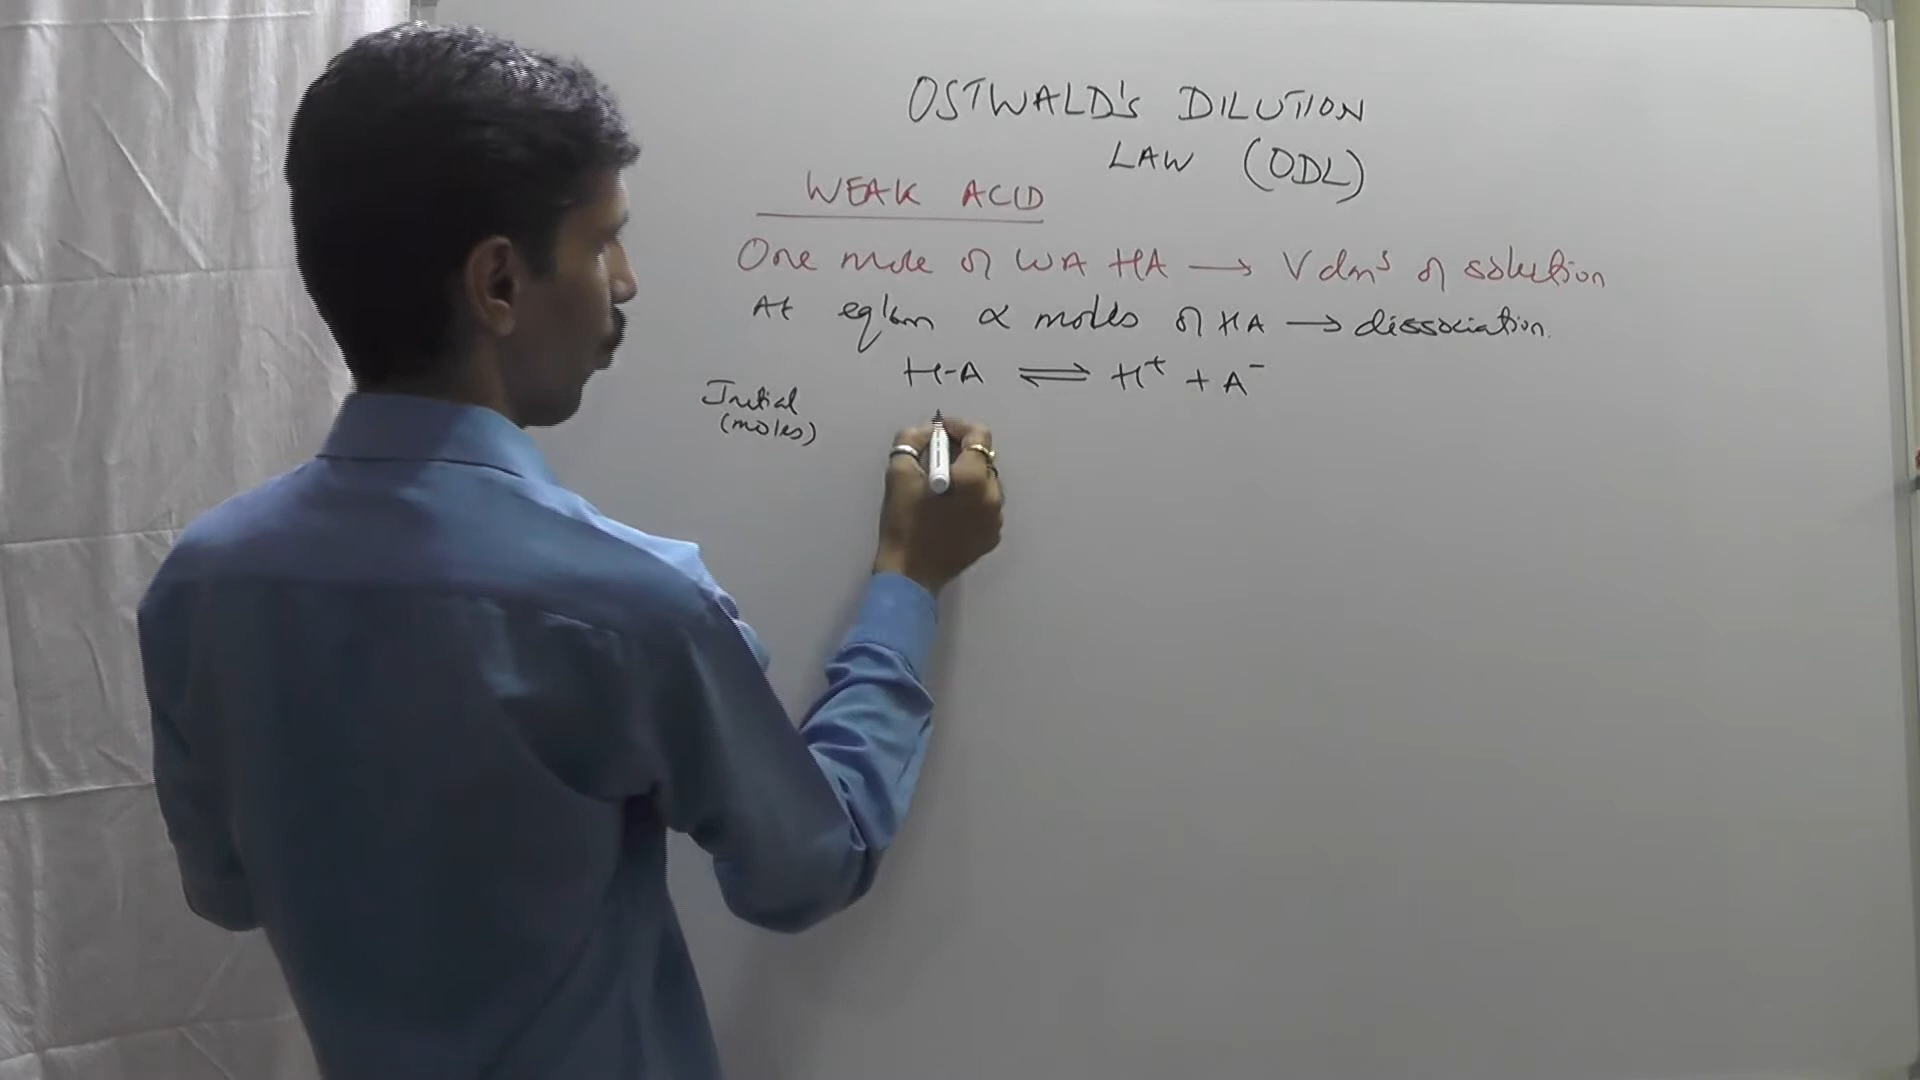 OSTWALD'S DILUTION
LAW (ODL)
WEAK ACID
One mole of WA HA → V dm³ of solution
At eqlbm α moles of HA → dissociation.
H-A ⇌ H⁺ + A⁻
Initial
(moles)